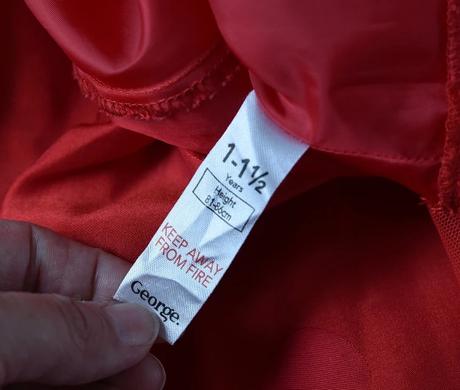 1-1½
Years
Height
81-86cm
KEEP AWAY
FROM FIRE
George.